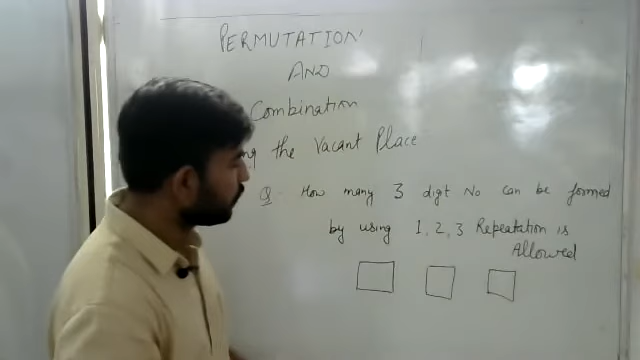 PERMUTATION
AND
Combination
the Vacant Place
Q- How many 3 digt No can be formed
by using 1, 2, 3 Repeatation is
Allowed